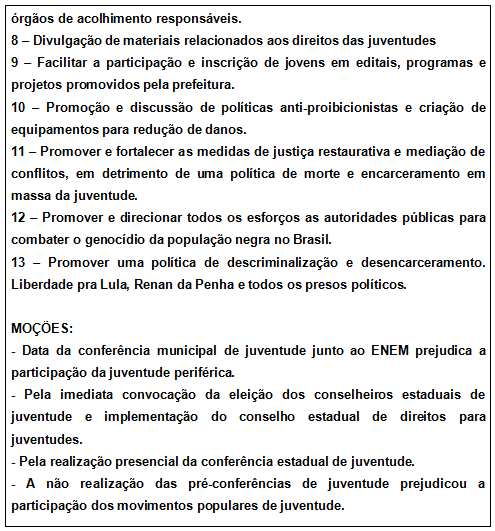 órgãos de acolhimento responsáveis.
8 – Divulgação de materiais relacionados aos direitos das juventudes
9 – Facilitar a participação e inscrição de jovens em editais, programas e
projetos promovidos pela prefeitura.
10 – Promoção e discussão de políticas anti-proibicionistas e criação de
equipamentos para redução de danos.
11 – Promover e fortalecer as medidas de justiça restaurativa e mediação de
conflitos, em detrimento de uma política de morte e encarceramento em
massa da juventude.
12 – Promover e direcionar todos os esforços as autoridades públicas para
combater o genocídio da população negra no Brasil.
13 – Promover uma política de descriminalização e desencarceramento.
Liberdade pra Lula, Renan da Penha e todos os presos políticos.
MOÇÕES:
- Data da conferência municipal de juventude junto ao ENEM prejudica a
participação da juventude periférica.
- Pela imediata convocação da eleição dos conselheiros estaduais de
juventude e implementação do conselho estadual de direitos para
juventudes.
- Pela realização presencial da conferência estadual de juventude.
- A não realização das pré-conferências de juventude prejudicou a
participação dos movimentos populares de juventude.